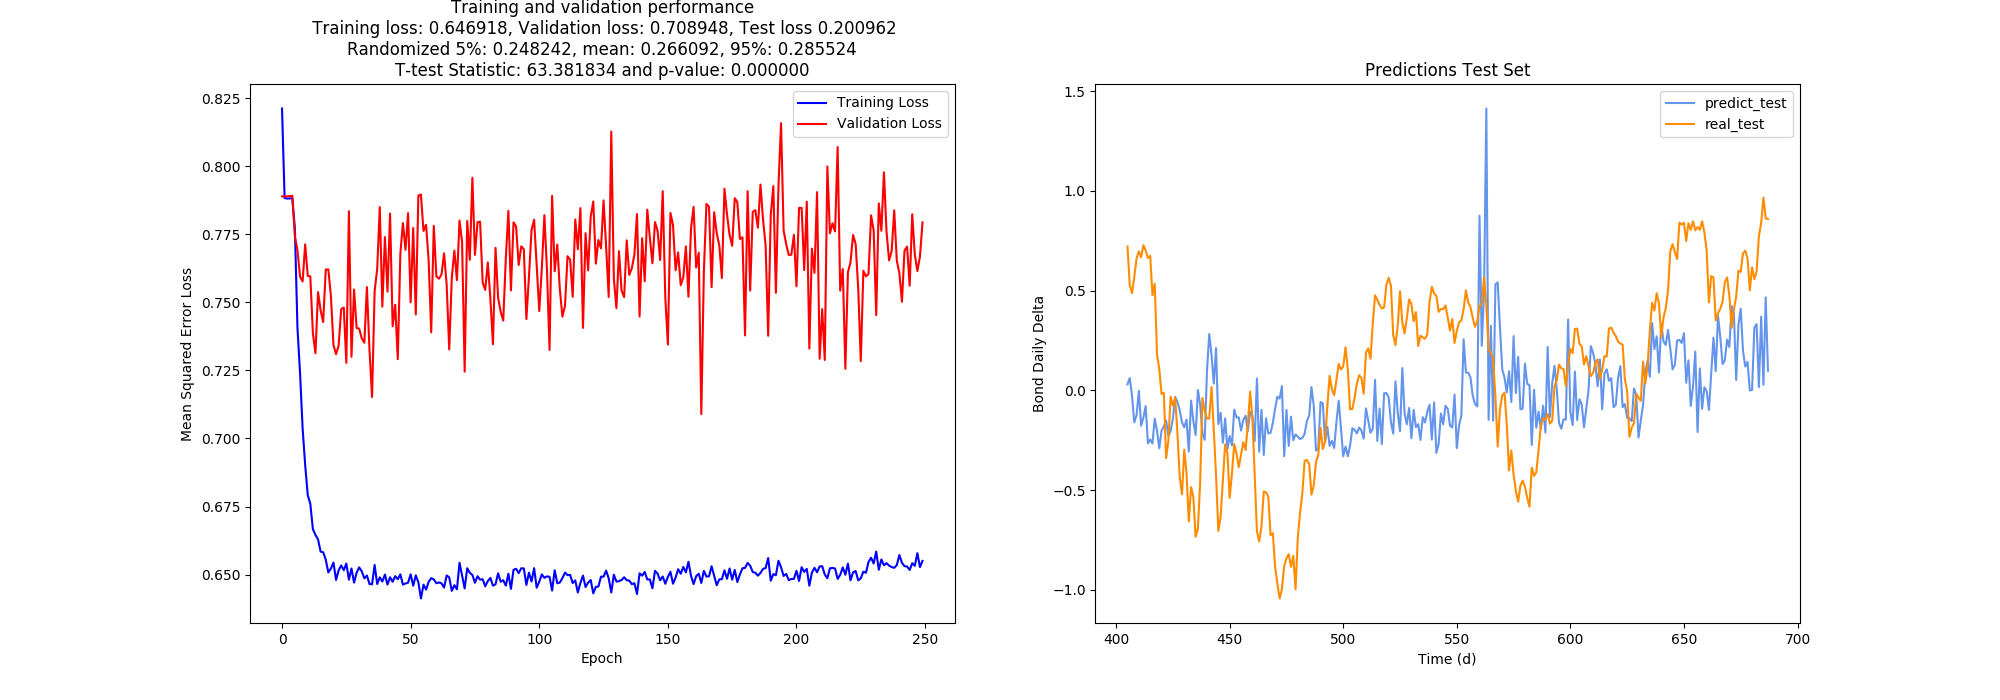 Training and validation performance
Training loss: 0.646918, Validation loss: 0.708948, Test loss 0.200962
Randomized 5%: 0.248242, mean: 0.266092, 95%: 0.285524
T-test Statistic: 63.381834 and p-value: 0.000000
Training Loss
Validation Loss
Mean Squared Error Loss
0.825
0.800
0.775
0.750
0.725
0.700
0.675
0.650
0
50
100
150
200
250
Epoch
Predictions Test Set
predict_test
real_test
Bond Daily Delta
1.5
1.0
0.5
0.0
−0.5
−1.0
400
450
500
550
600
650
700
Time (d)